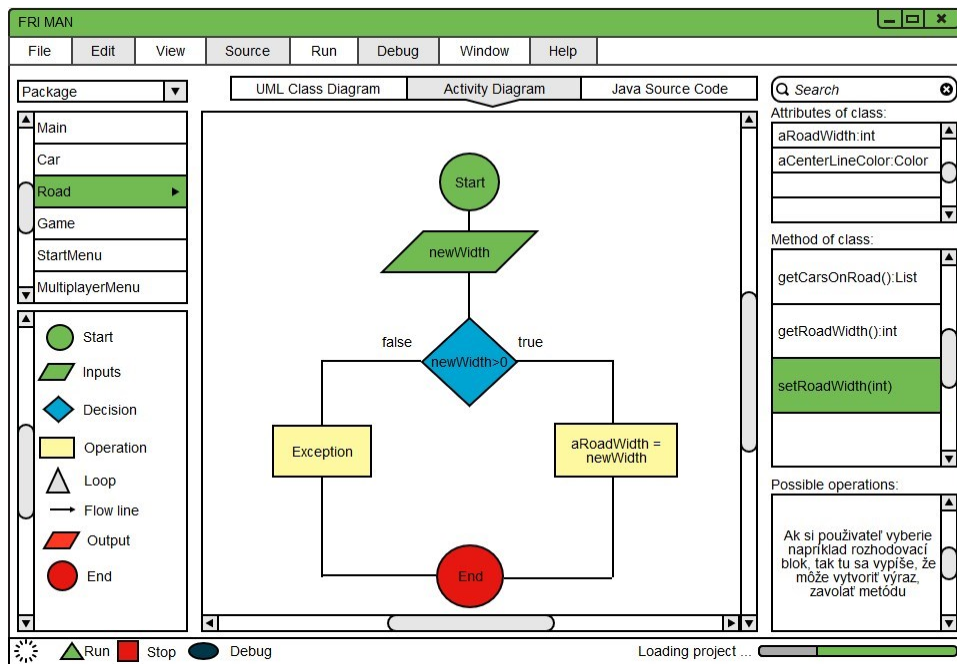 FRI MAN
File Edit View Source Run Debug Window Help
Package
Main
Car
Road
Game
StartMenu
MultiplayerMenu
Start
Inputs
Decision
Operation
Loop
Flow line
Output
End
UML Class Diagram Activity Diagram Java Source Code
Start
newWidth
false
newWidth>0
true
Exception
aRoadWidth =
newWidth
End
Search
Attributes of class:
aRoadWidth:int
aCenterLineColor:Color
Method of class:
getCarsOnRoad():List
getRoadWidth():int
setRoadWidth(int)
Possible operations:
Ak si používateľ vyberie
napríklad rozhodovací
blok, tak tu sa vypíše, že
môže vytvoriť výraz,
zavolať metódu
Run Stop Debug
Loading project ...